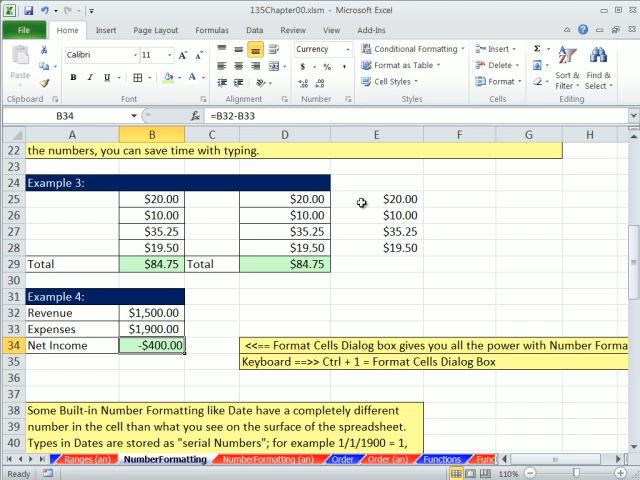 135Chapter00.xlsm - Microsoft Excel
File Home Insert Page Layout Formulas Data Review View Add-Ins
Calibri 11 Currency Conditional Formatting Insert
Paste Format as Table Delete
Cell Styles Format Sort & Filter Find & Select
Clipboard Font Alignment Number Styles Cells Editing
B34 fx =B32-B33
A B C D E F G H
22 the numbers, you can save time with typing.
23
24 Example 3:
25 $20.00 $20.00 $20.00
26 $10.00 $10.00 $10.00
27 $35.25 $35.25 $35.25
28 $19.50 $19.50 $19.50
29 Total $84.75 Total $84.75
30
31 Example 4:
32 Revenue $1,500.00
33 Expenses $1,900.00
34 Net Income -$400.00 <<== Format Cells Dialog box gives you all the power with Number Forma
35 Keyboard ==>> Ctrl + 1 = Format Cells Dialog Box
36
37
38 Some Built-in Number Formatting like Date have a completely different
39 number in the cell than what you see on the surface of the spreadsheet.
40 Types in Dates are stored as "serial Numbers"; for example 1/1/1900 = 1,
Ranges (an) NumberFormatting NumberFormatting (an) Order Order (an) Functions Func
Ready 110%